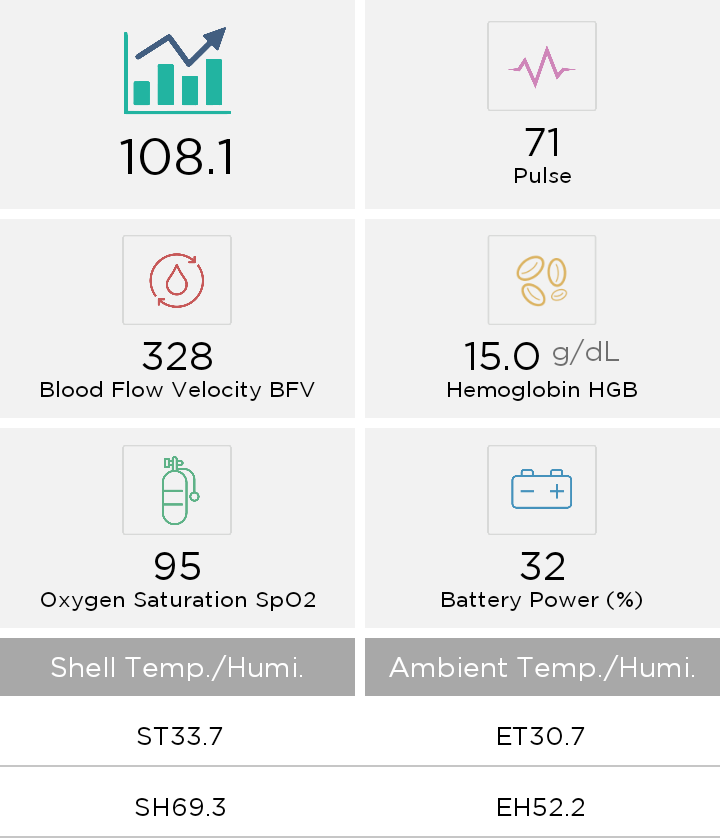 108.1
71
Pulse
328
Blood Flow Velocity BFV
15.0 g/dL
Hemoglobin HGB
95
Oxygen Saturation SpO2
32
Battery Power (%)
Shell Temp./Humi.
Ambient Temp./Humi.
ST33.7
ET30.7
SH69.3
EH52.2